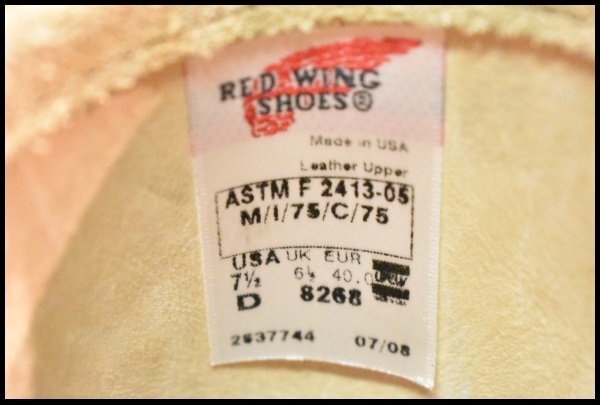 RED WING
SHOES®
Made in USA
Leather Upper
ASTM F 2413-05
M/I/75/C/75
USA UK EUR
7½ 6½ 40.0
D 8268
2837744 07/08